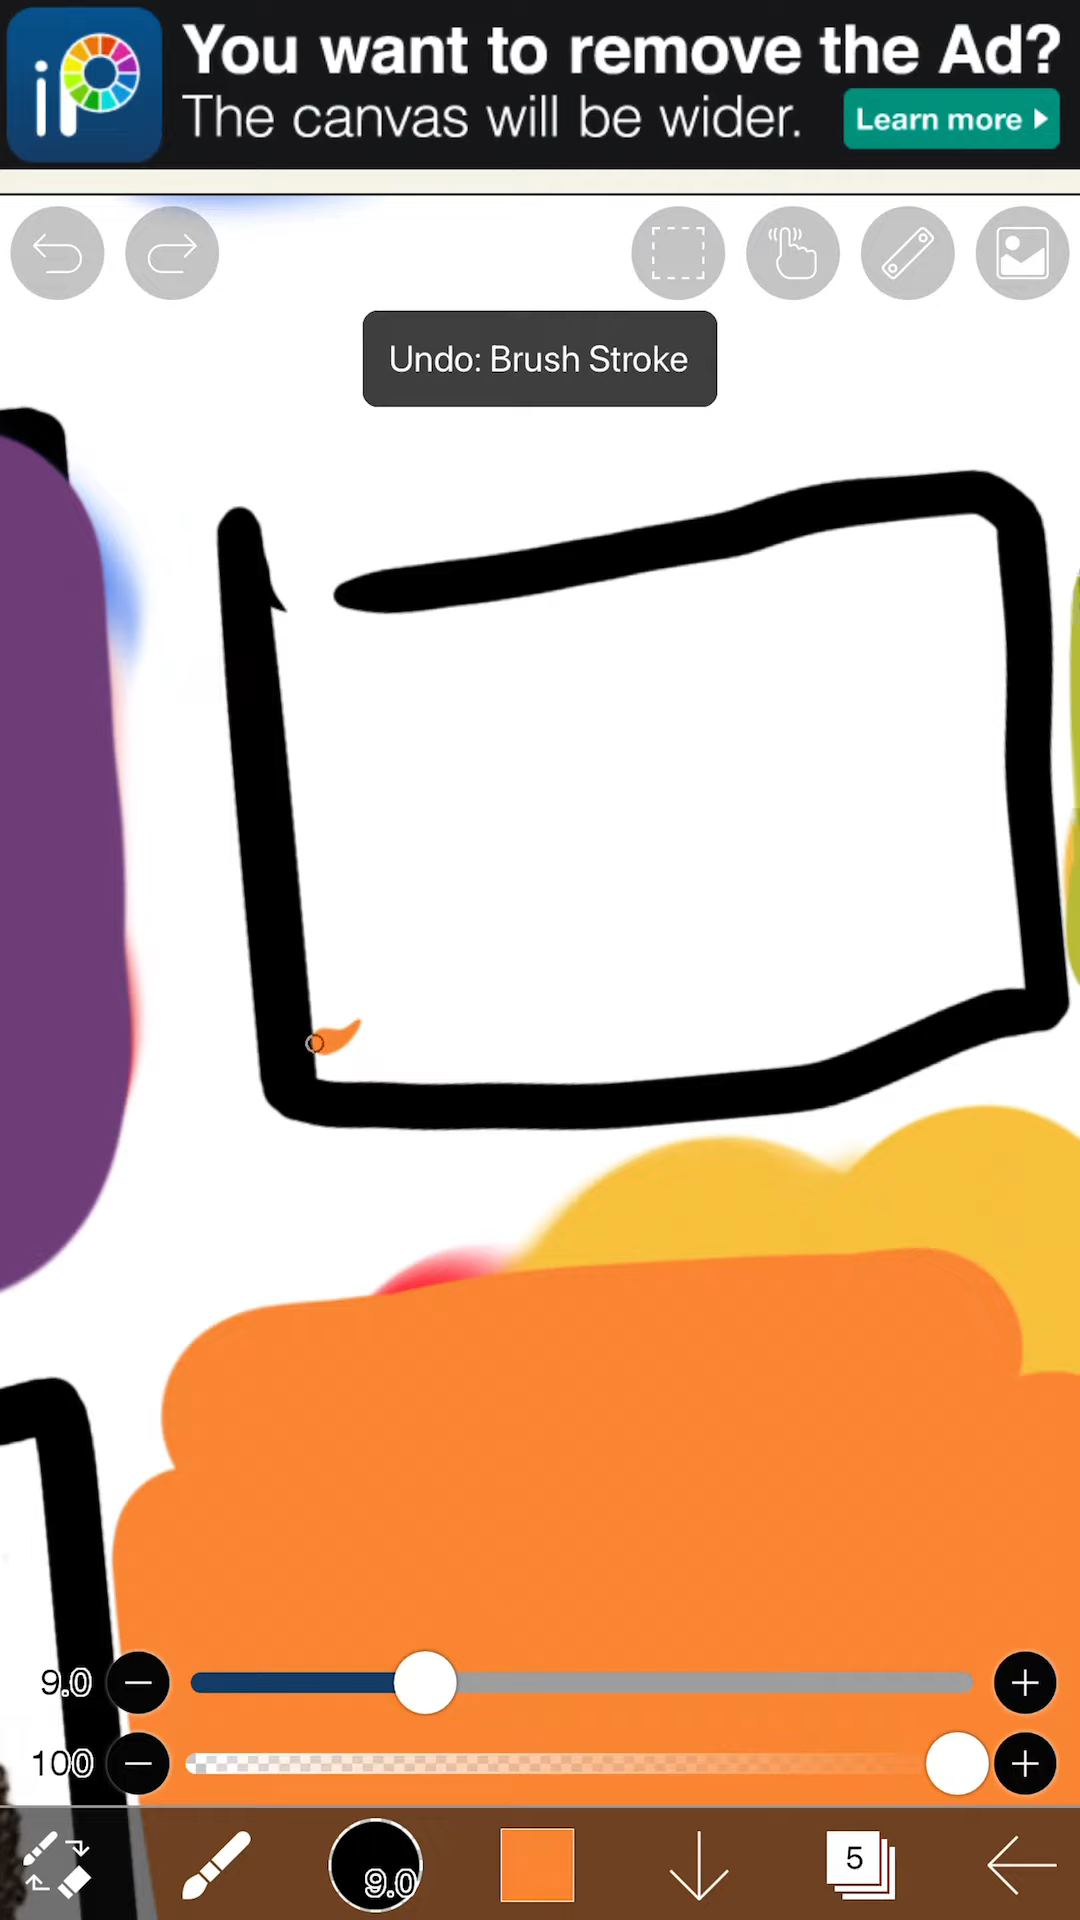 iP
You want to remove the Ad?
The canvas will be wider.
Learn more
Undo: Brush Stroke
9.0
100
9.0
5